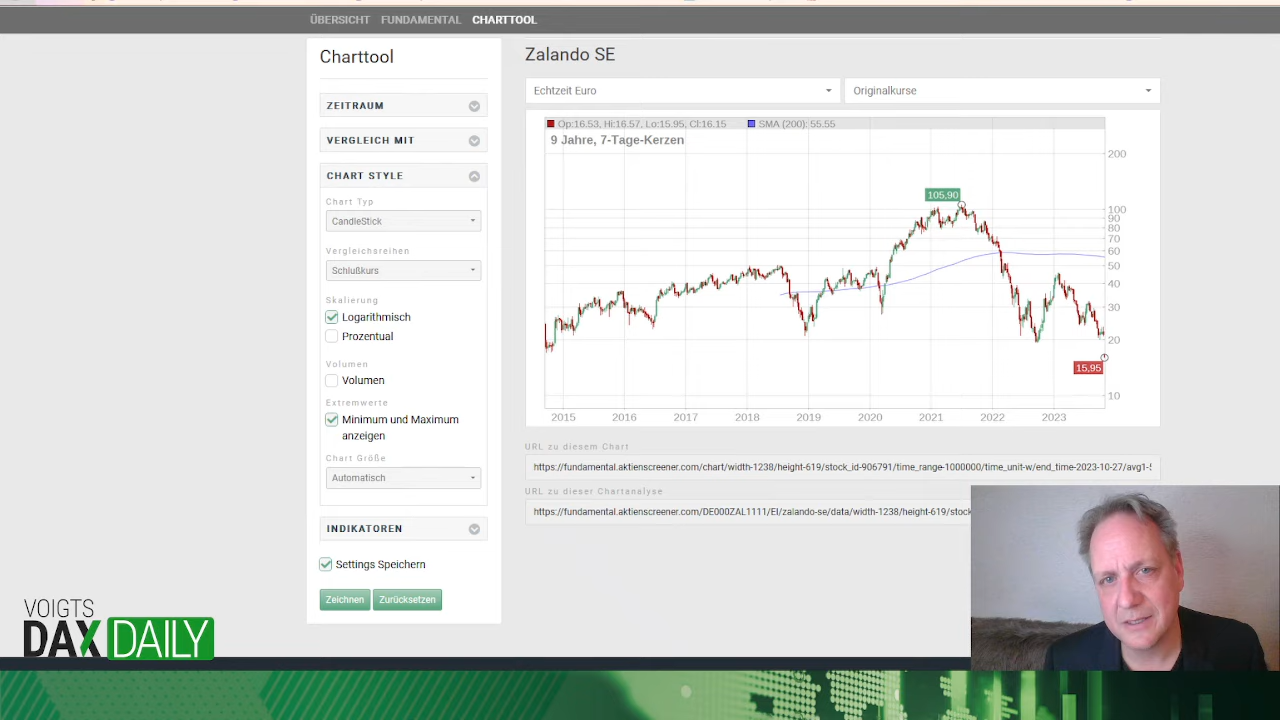 ÜBERSICHT FUNDAMENTAL CHARTTOOL
Charttool
ZEITRAUM
VERGLEICH MIT
CHART STYLE
Chart Typ
CandleStick
Vergleichsreihen
Schlußkurs
Skalierung
Logarithmisch
Prozentual
Volumen
Volumen
Extremwerte
Minimum und Maximum
anzeigen
Chart Größe
Automatisch
INDIKATOREN
Settings Speichern
Zeichnen Zurücksetzen
Zalando SE
Echtzeit Euro Originalkurse
Op:16.53, Hi:16.57, Lo:15.95, Cl:16.15 SMA (200): 55.55
9 Jahre, 7-Tage-Kerzen
200
105,90
100
90
80
70
60
50
40
30
20
15,95
10
2015 2016 2017 2018 2019 2020 2021 2022 2023
URL zu diesem Chart
https://fundamental.aktienscreener.com/chart/width-1238/height-619/stock_id-906791/time_range-1000000/time_unit-w/end_time-2023-10-27/avg1-5
URL zu dieser Chartanalyse
https://fundamental.aktienscreener.com/DE000ZAL1111/EI/zalando-se/data/width-1238/height-619/stock
VOIGTS
DAX DAILY